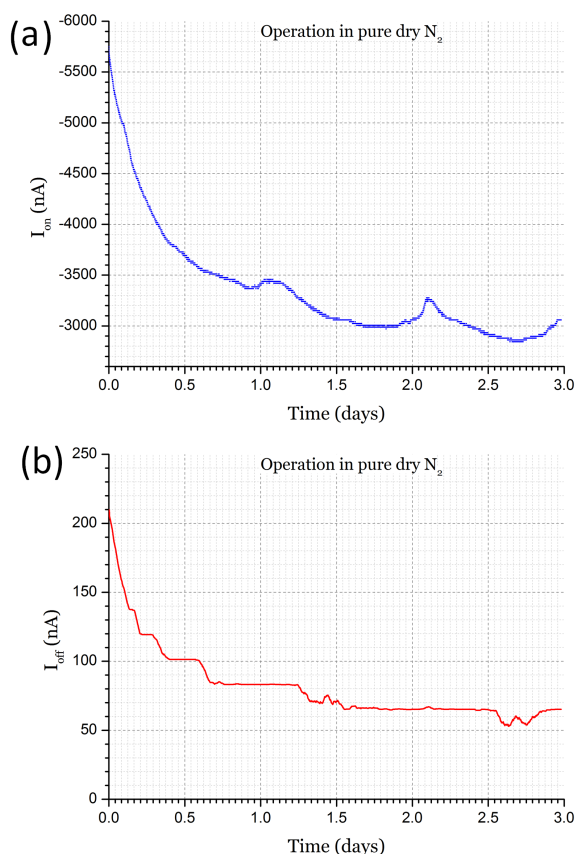 (a)
Operation in pure dry N₂
-6000
-5500
-5000
-4500
-4000
-3500
-3000
I_on (nA)
0.0 0.5 1.0 1.5 2.0 2.5 3.0
Time (days)
(b)
Operation in pure dry N₂
250
200
150
100
50
0
I_off (nA)
0.0 0.5 1.0 1.5 2.0 2.5 3.0
Time (days)